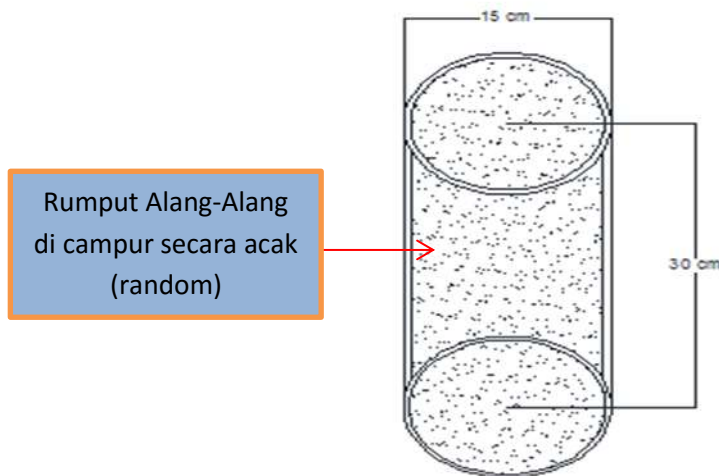 15 cm
Rumput Alang-Alang
di campur secara acak
(random)
30 cm